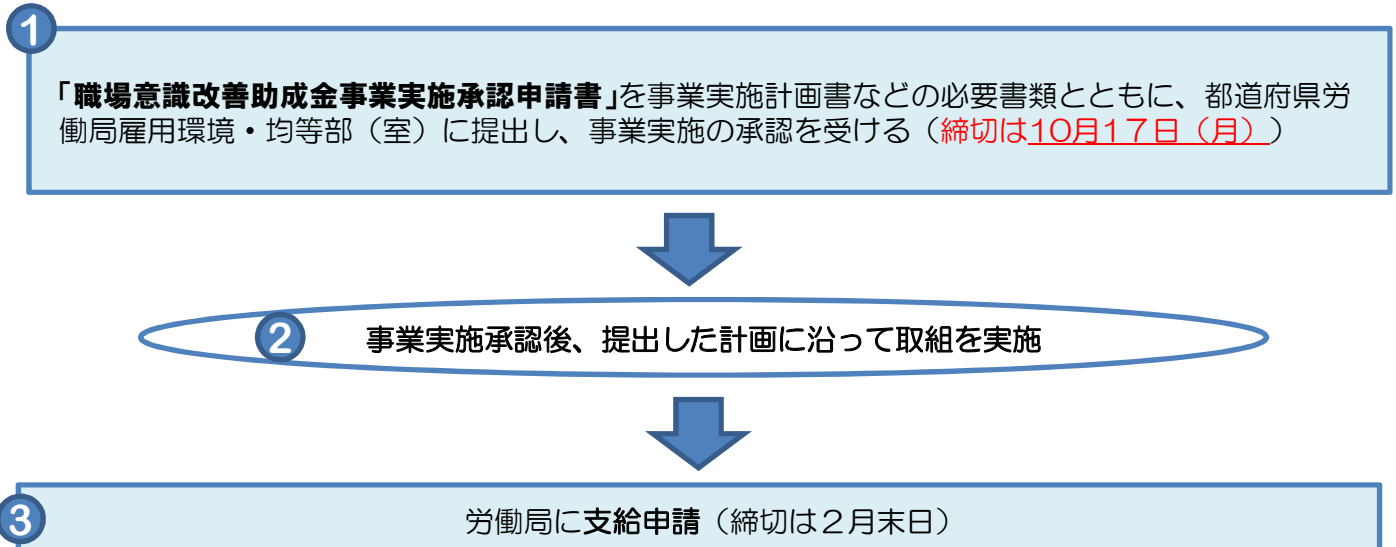 1
「職場意識改善助成金事業実施承認申請書」を事業実施計画書などの必要書類とともに、都道府県労
働局雇用環境・均等部（室）に提出し、事業実施の承認を受ける（締切は10月1７日（月））
2
事業実施承認後、提出した計画に沿って取組を実施
3
労働局に支給申請（締切は２月末日）